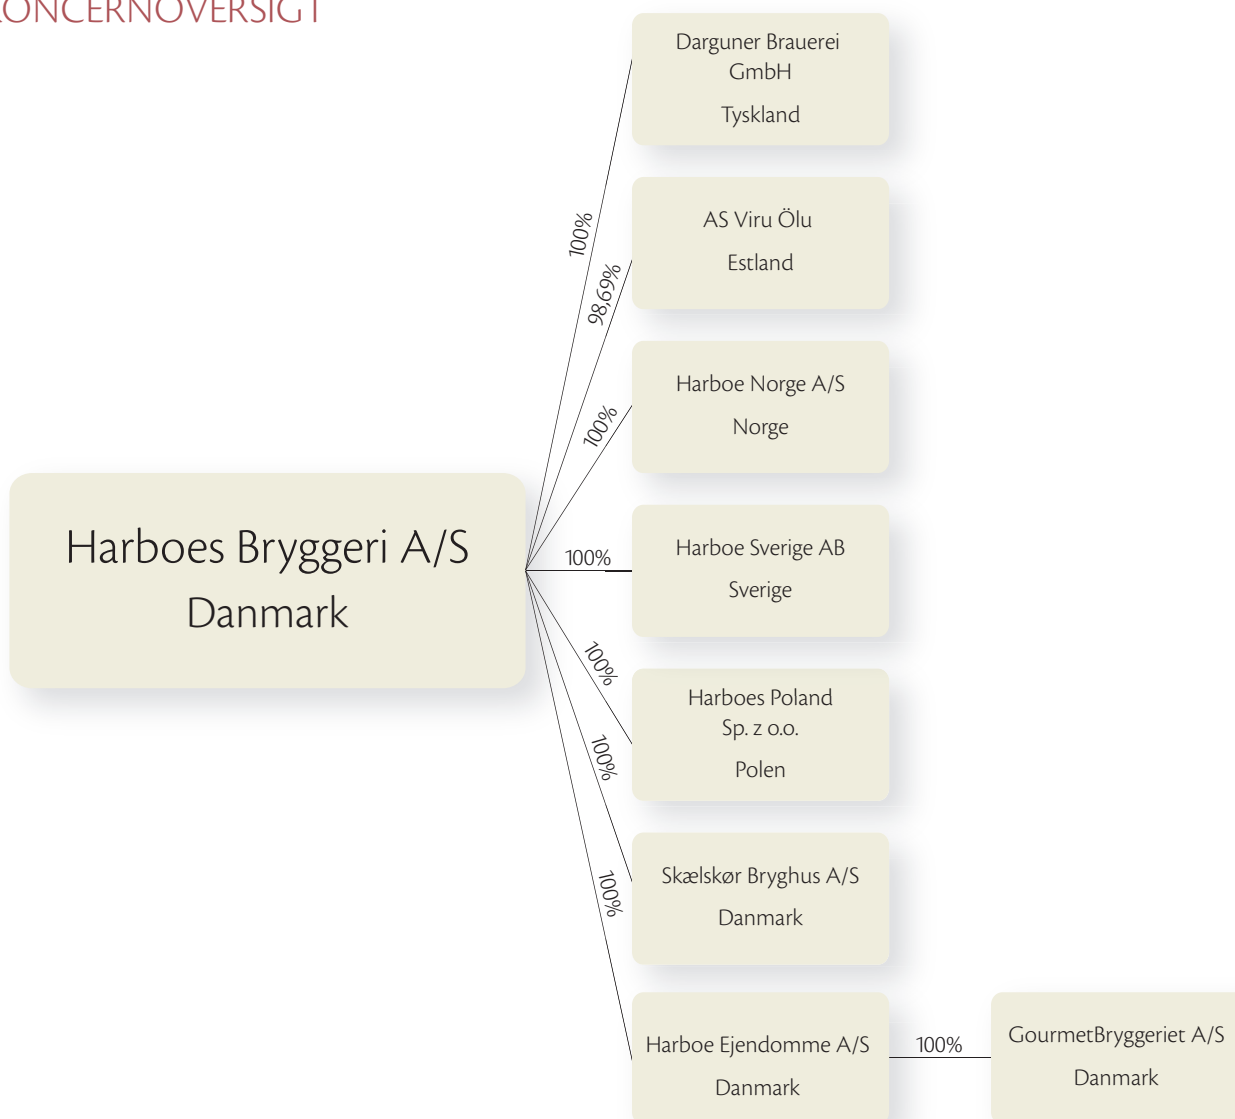 KONCERNOVERSIGT
Darguner Brauerei
GmbH
Tyskland
100%
AS Viru Ölu
Estland
98,69%
Harboe Norge A/S
Norge
100%
Harboes Bryggeri A/S
Danmark
100%
Harboe Sverige AB
Sverige
100%
Harboes Poland
Sp. z o.o.
Polen
100%
Skælskør Bryghus A/S
Danmark
100%
Harboe Ejendomme A/S
Danmark
100%
GourmetBryggeriet A/S
Danmark